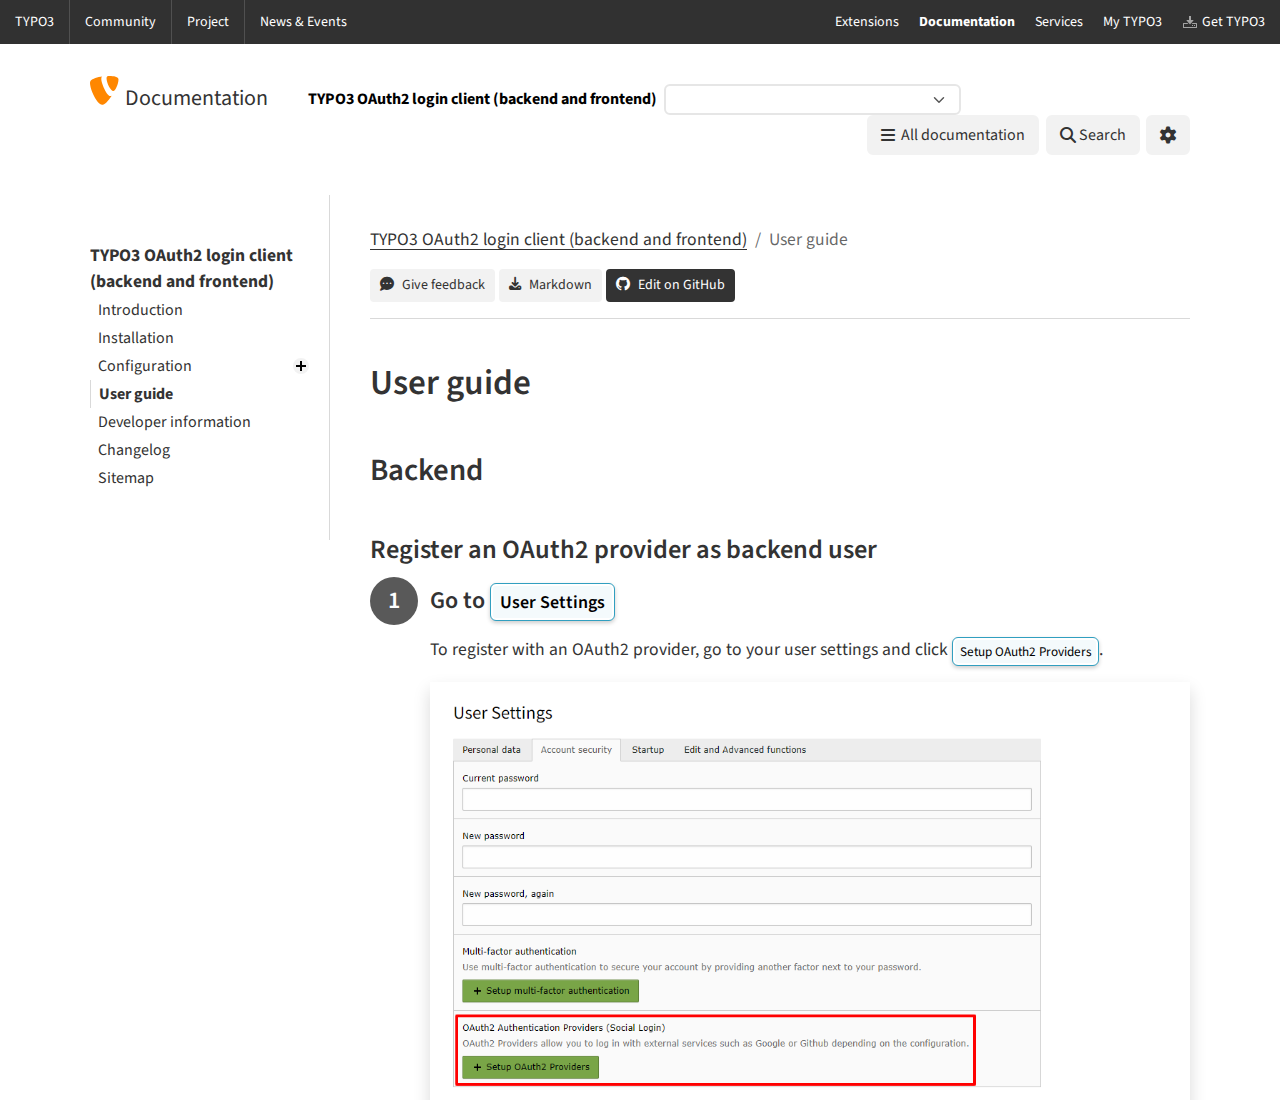 TYPO3 Community Project News & Events Extensions Documentation Services My TYPO3 Get TYPO3
Documentation TYPO3 OAuth2 login client (backend and frontend)
All documentation Search
TYPO3 OAuth2 login client (backend and frontend) / User guide
TYPO3 OAuth2 login client
(backend and frontend)
Introduction
Installation
Configuration
User guide
Developer information
Changelog
Sitemap
Give feedback Markdown Edit on GitHub
User guide
Backend
Register an OAuth2 provider as backend user
1 Go to User Settings
To register with an OAuth2 provider, go to your user settings and click Setup OAuth2 Providers.
User Settings
Personal data Account security Startup Edit and Advanced functions
Current password
New password
New password, again
Multi-factor authentication
Use multi-factor authentication to secure your account by providing another factor next to your password.
+ Setup multi-factor authentication
OAuth2 Authentication Providers (Social Login)
OAuth2 Providers allow you to log in with external services such as Google or Github depending on the configuration.
+ Setup OAuth2 Providers